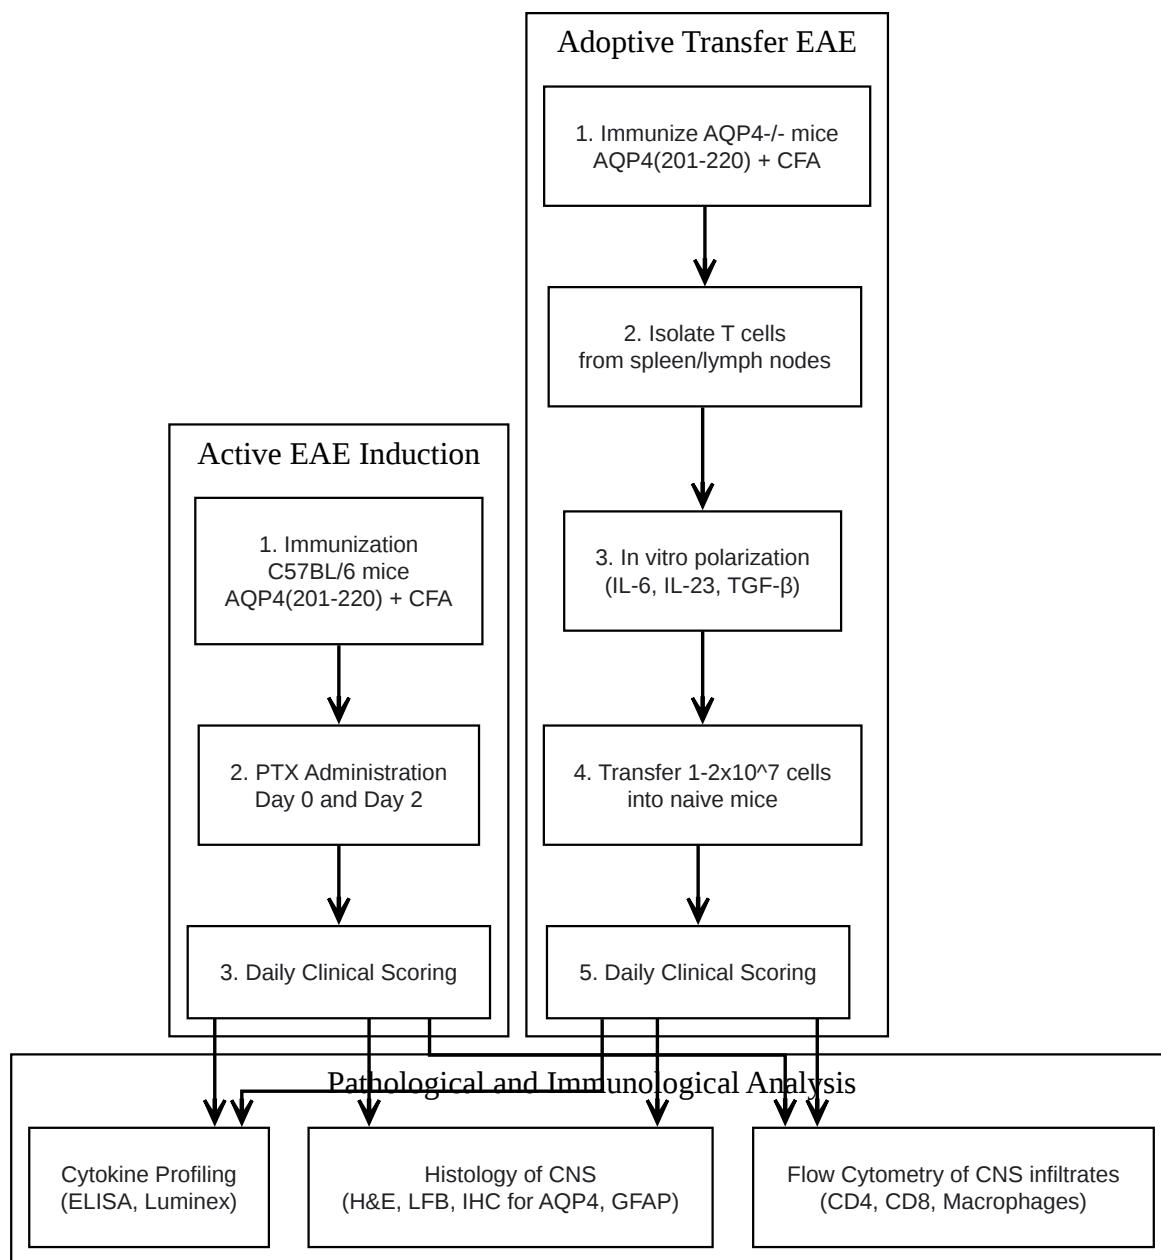 Adoptive Transfer EAE
1. Immunize AQP4-/- mice
AQP4(201-220) + CFA
2. Isolate T cells
from spleen/lymph nodes
3. In vitro polarization
(IL-6, IL-23, TGF-β)
4. Transfer 1-2x10^7 cells
into naive mice
5. Daily Clinical Scoring
Active EAE Induction
1. Immunization
C57BL/6 mice
AQP4(201-220) + CFA
2. PTX Administration
Day 0 and Day 2
3. Daily Clinical Scoring
Pathological and Immunological Analysis
Cytokine Profiling
(ELISA, Luminex)
Histology of CNS
(H&E, LFB, IHC for AQP4, GFAP)
Flow Cytometry of CNS infiltrates
(CD4, CD8, Macrophages)